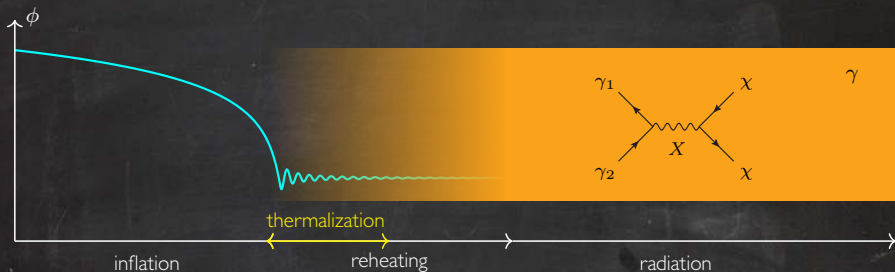 ϕ
γ1 χ γ
X
γ2 χ
thermalization
inflation reheating radiation